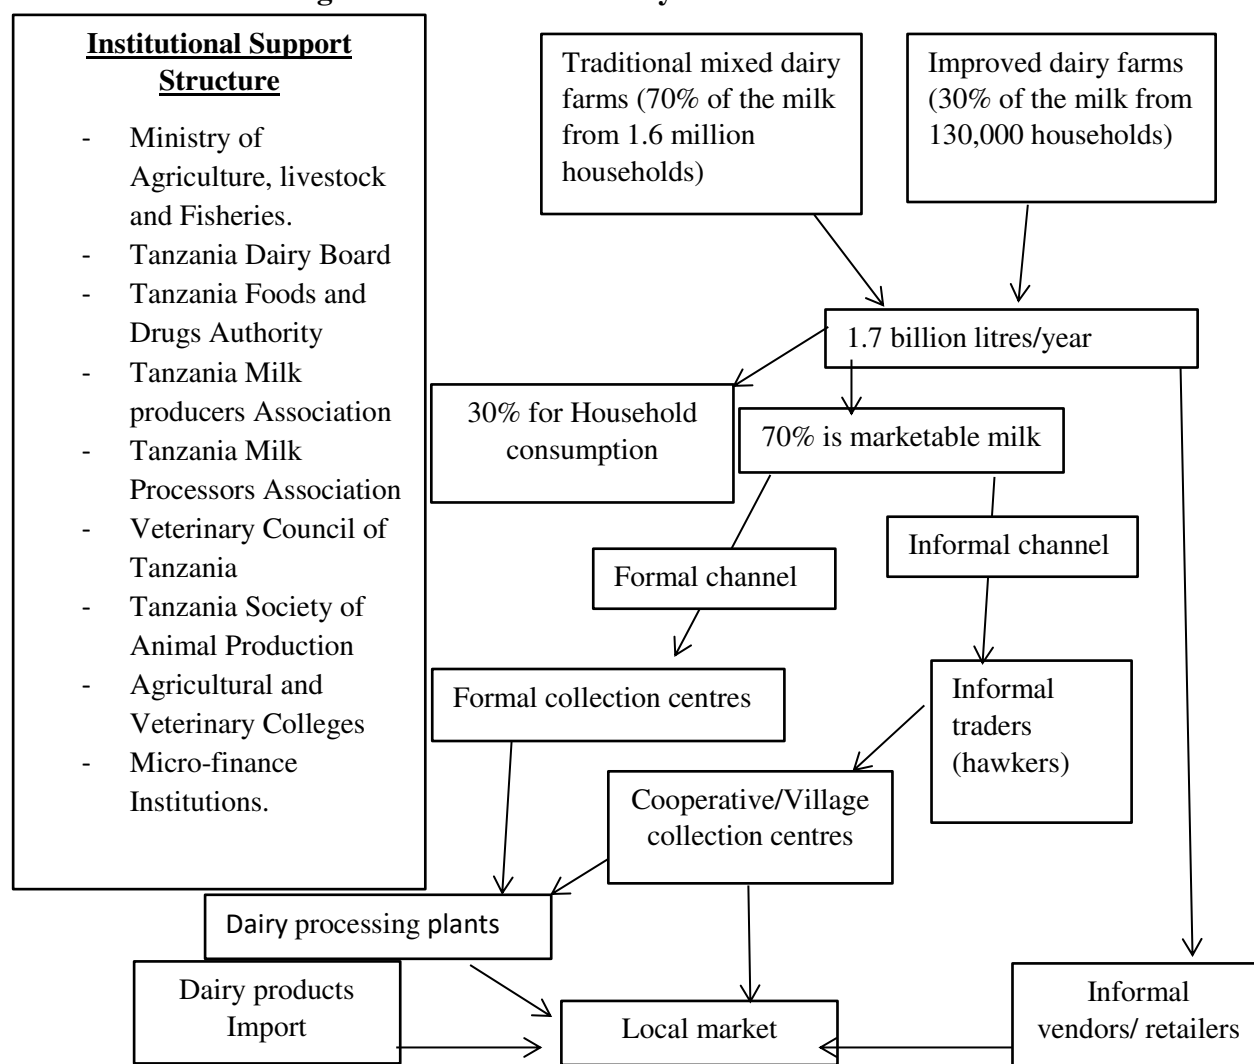 Institutional Support
Structure
- Ministry of
Agriculture, livestock
and Fisheries.
- Tanzania Dairy Board
- Tanzania Foods and
Drugs Authority
- Tanzania Milk
producers Association
- Tanzania Milk
Processors Association
- Veterinary Council of
Tanzania
- Tanzania Society of
Animal Production
- Agricultural and
Veterinary Colleges
- Micro-finance
Institutions.
Traditional mixed dairy
farms (70% of the milk
from 1.6 million
households)
Improved dairy farms
(30% of the milk from
130,000 households)
1.7 billion litres/year
30% for Household
consumption
70% is marketable milk
Formal channel
Informal channel
Formal collection centres
Informal
traders
(hawkers)
Cooperative/Village
collection centres
Dairy processing plants
Dairy products
Import
Local market
Informal
vendors/ retailers